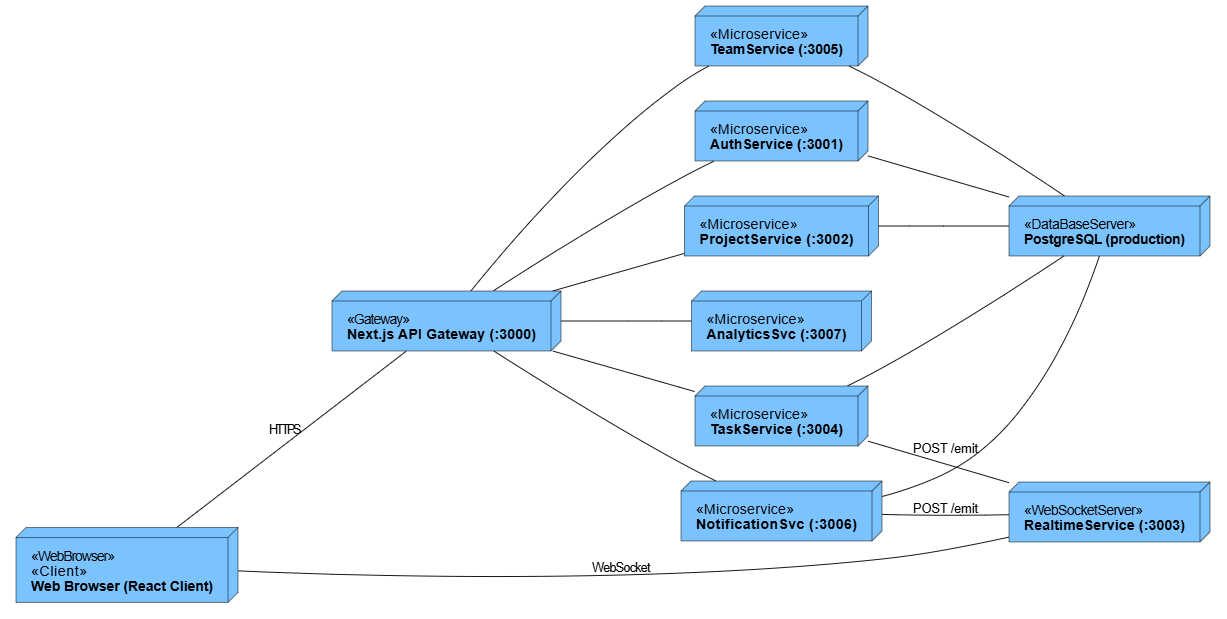 «Microservice»
TeamService (:3005)
«Microservice»
AuthService (:3001)
«Microservice»
ProjectService (:3002)
«DataBaseServer»
PostgreSQL (production)
«Gateway»
Next.js API Gateway (:3000)
«Microservice»
AnalyticsSvc (:3007)
«Microservice»
TaskService (:3004)
HTTPS
POST /emit
«Microservice»
NotificationSvc (:3006)
POST /emit
«WebSocketServer»
RealtimeService (:3003)
«WebBrowser»
«Client»
Web Browser (React Client)
WebSocket